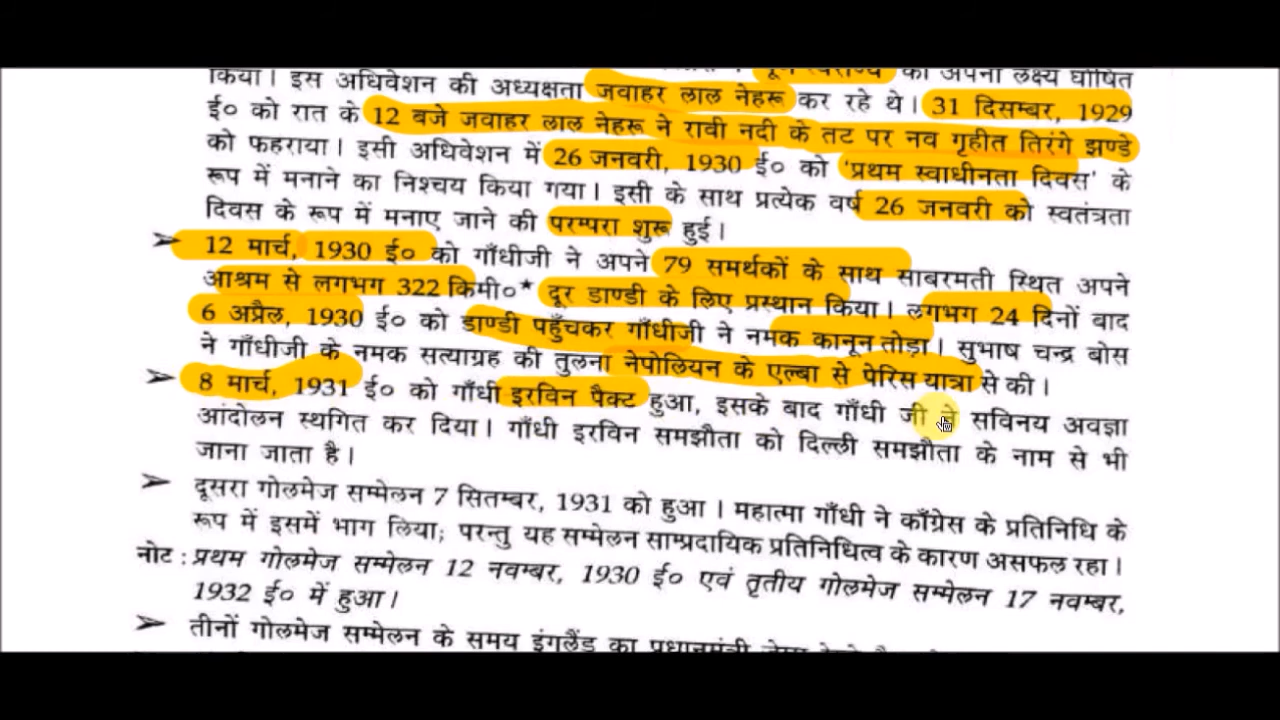 किया। इस अधिवेशन की अध्यक्षता जवाहर लाल नेहरू कर रहे थे। 31 दिसम्बर, 1929
ई० को रात के 12 बजे जवाहर लाल नेहरू ने रावी नदी के तट पर नव गृहीत तिरंगे झण्डे
को फहराया। इसी अधिवेशन में 26 जनवरी, 1930 ई० को 'प्रथम स्वाधीनता दिवस' के
रूप में मनाने का निश्चय किया गया। इसी के साथ प्रत्येक वर्ष 26 जनवरी को स्वतंत्रता
दिवस के रूप में मनाए जाने की परम्परा शुरू हुई।
➤ 12 मार्च, 1930 ई० को गाँधीजी ने अपने 79 समर्थकों के साथ साबरमती स्थित अपने
आश्रम से लगभग 322 किमी०* दूर डाण्डी के लिए प्रस्थान किया। लगभग 24 दिनों बाद
6 अप्रैल, 1930 ई० को डाण्डी पहुँचकर गाँधीजी ने नमक कानून तोड़ा। सुभाष चन्द्र बोस
ने गाँधीजी के नमक सत्याग्रह की तुलना नेपोलियन के एल्बा से पेरिस यात्रा से की।
➤ 8 मार्च, 1931 ई० को गाँधी इरविन पैक्ट हुआ, इसके बाद गाँधी जी ने सविनय अवज्ञा
आंदोलन स्थगित कर दिया। गाँधी इरविन समझौता को दिल्ली समझौता के नाम से भी
जाना जाता है।
➤ दूसरा गोलमेज सम्मेलन 7 सितम्बर, 1931 को हुआ। महात्मा गाँधी ने काँग्रेस के प्रतिनिधि के
रूप में इसमें भाग लिया; परन्तु यह सम्मेलन साम्प्रदायिक प्रतिनिधित्व के कारण असफल रहा।
नोट : प्रथम गोलमेज सम्मेलन 12 नवम्बर, 1930 ई० एवं तृतीय गोलमेज सम्मेलन 17 नवम्बर,
1932 ई० में हुआ।
➤ तीनों गोलमेज सम्मेलन के समय इंगलैंड का प्रधानमंत्री